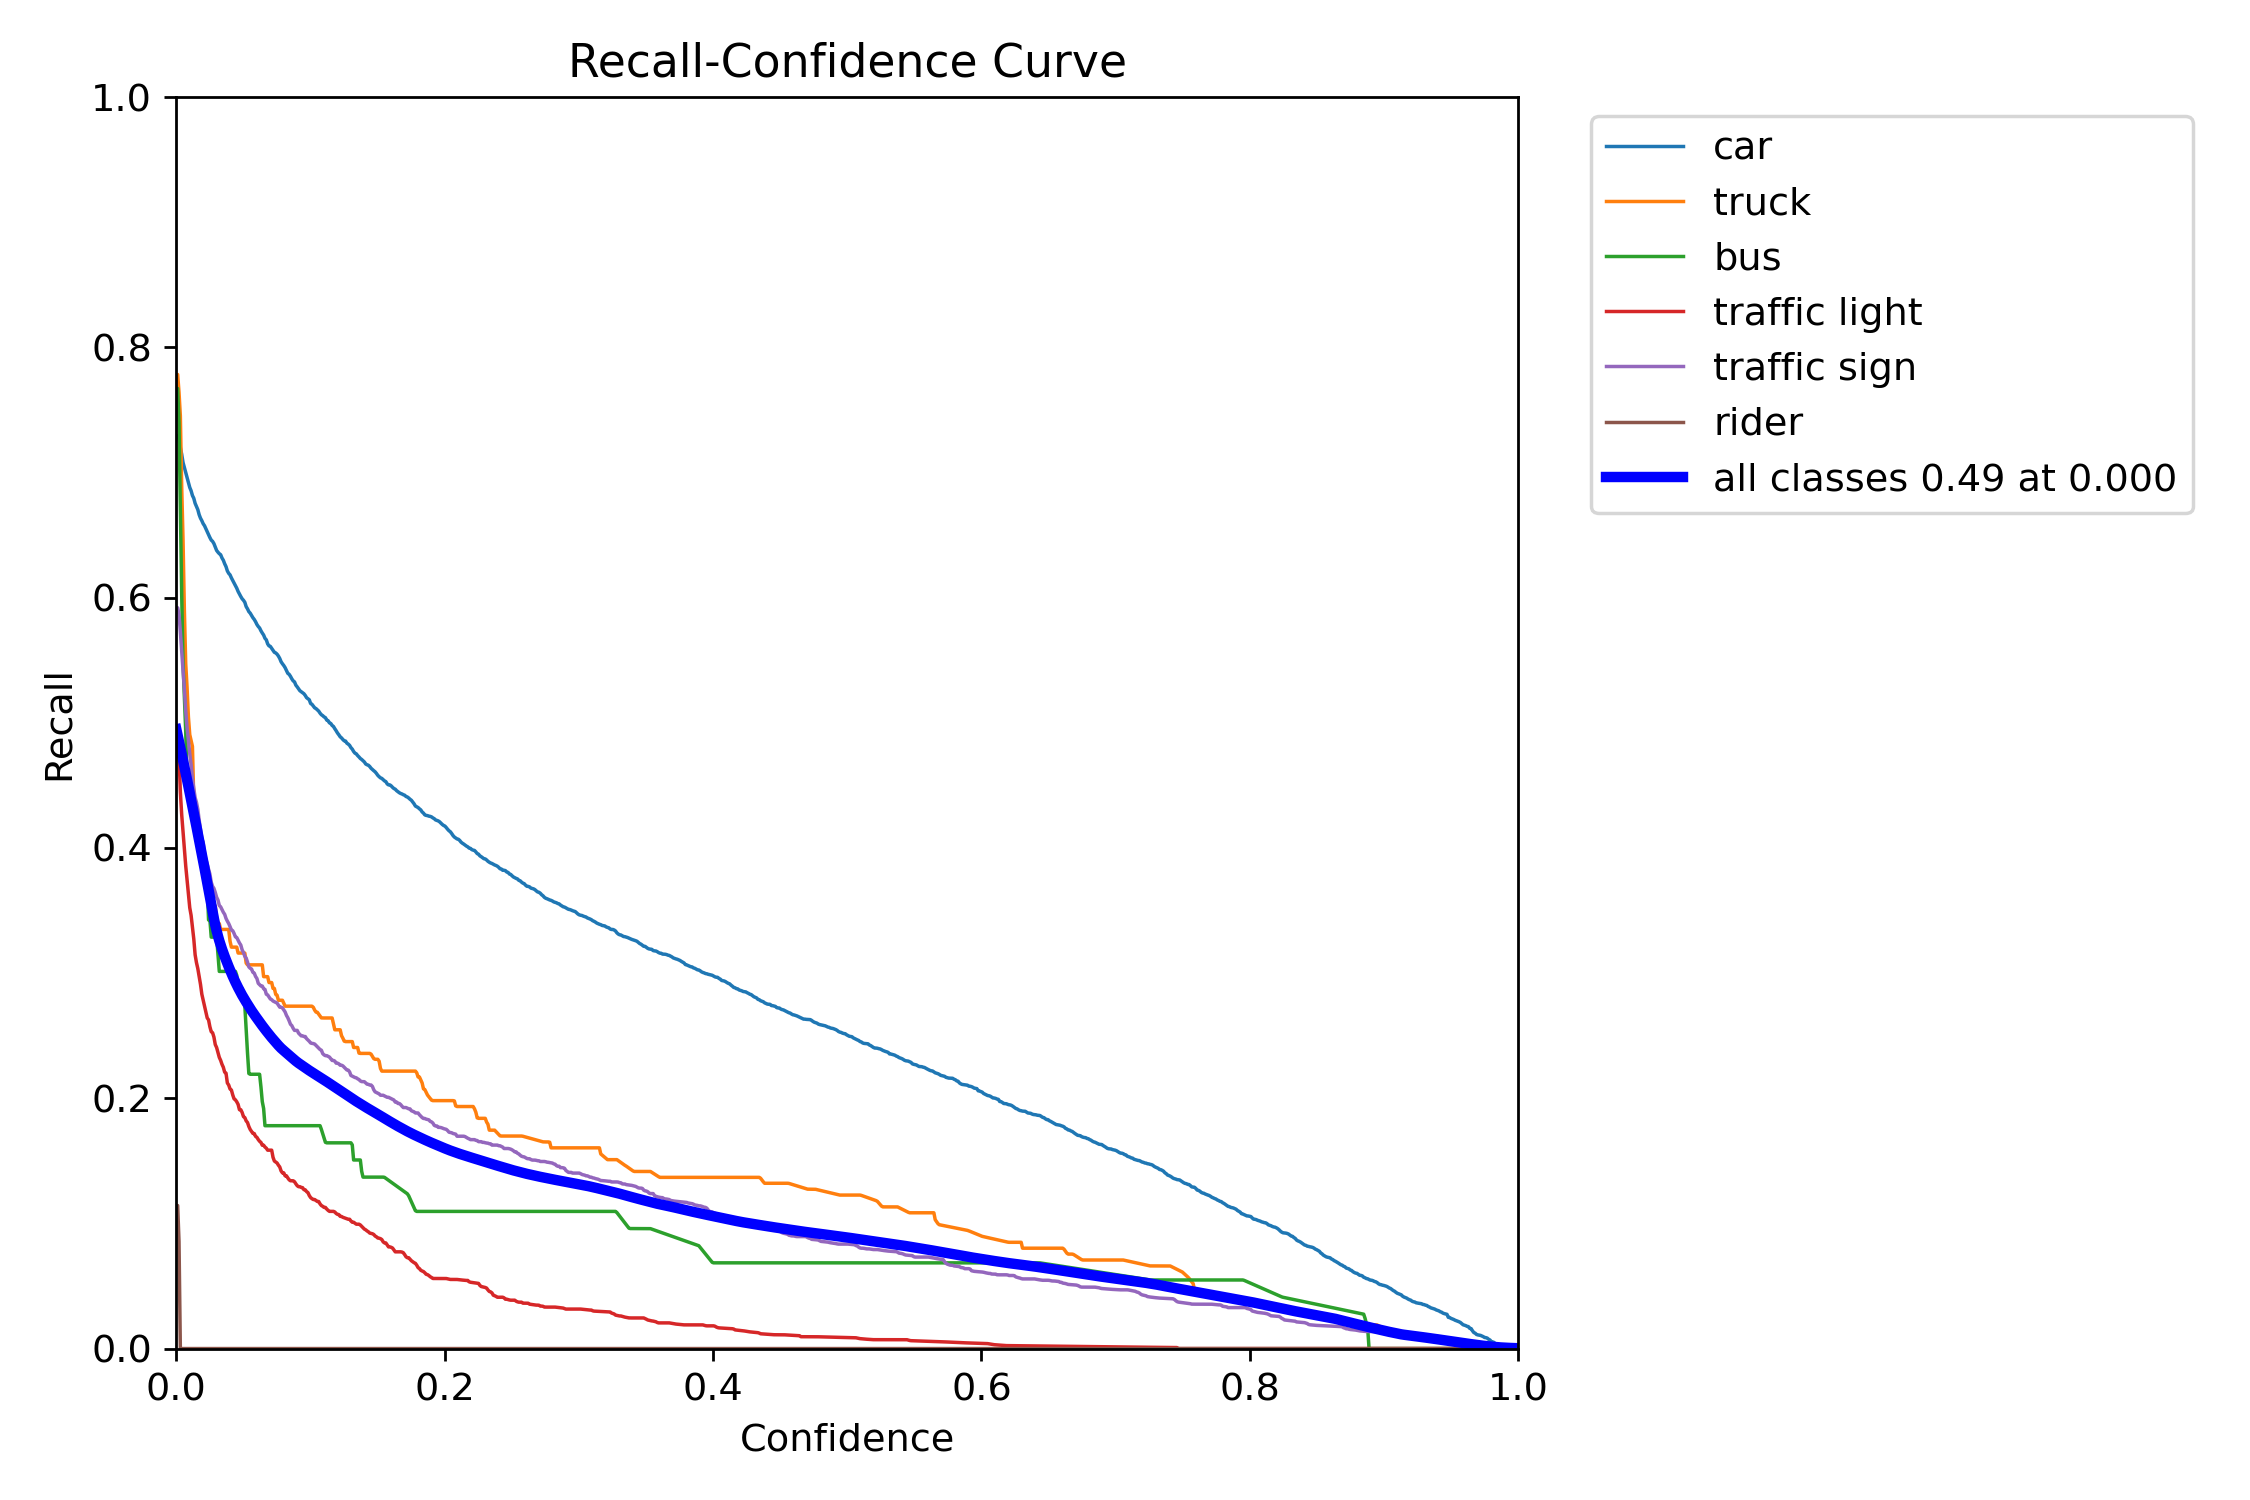 Recall-Confidence Curve
1.0
0.8
0.6
0.4
0.2
0.0
Recall
0.0 0.2 0.4 0.6 0.8 1.0
Confidence
car
truck
bus
traffic light
traffic sign
rider
all classes 0.49 at 0.000